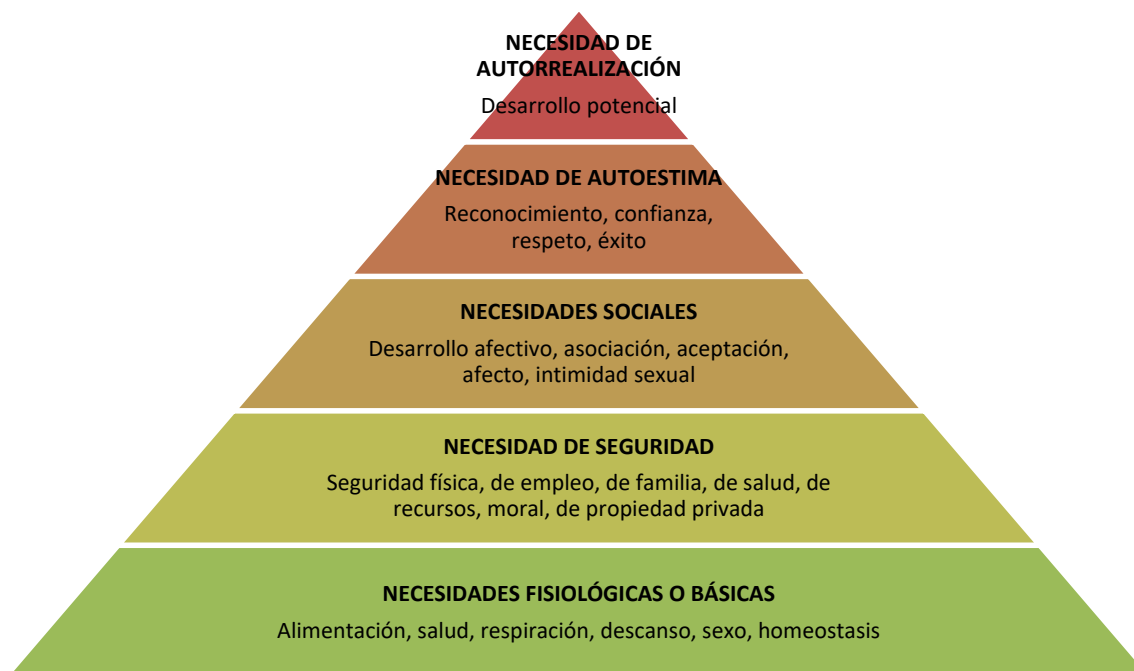 NECESIDAD DE
AUTORREALIZACIÓN
Desarrollo potencial
NECESIDAD DE AUTOESTIMA
Reconocimiento, confianza,
respeto, éxito
NECESIDADES SOCIALES
Desarrollo afectivo, asociación, aceptación,
afecto, intimidad sexual
NECESIDAD DE SEGURIDAD
Seguridad física, de empleo, de familia, de salud, de
recursos, moral, de propiedad privada
NECESIDADES FISIOLÓGICAS O BÁSICAS
Alimentación, salud, respiración, descanso, sexo, homeostasis